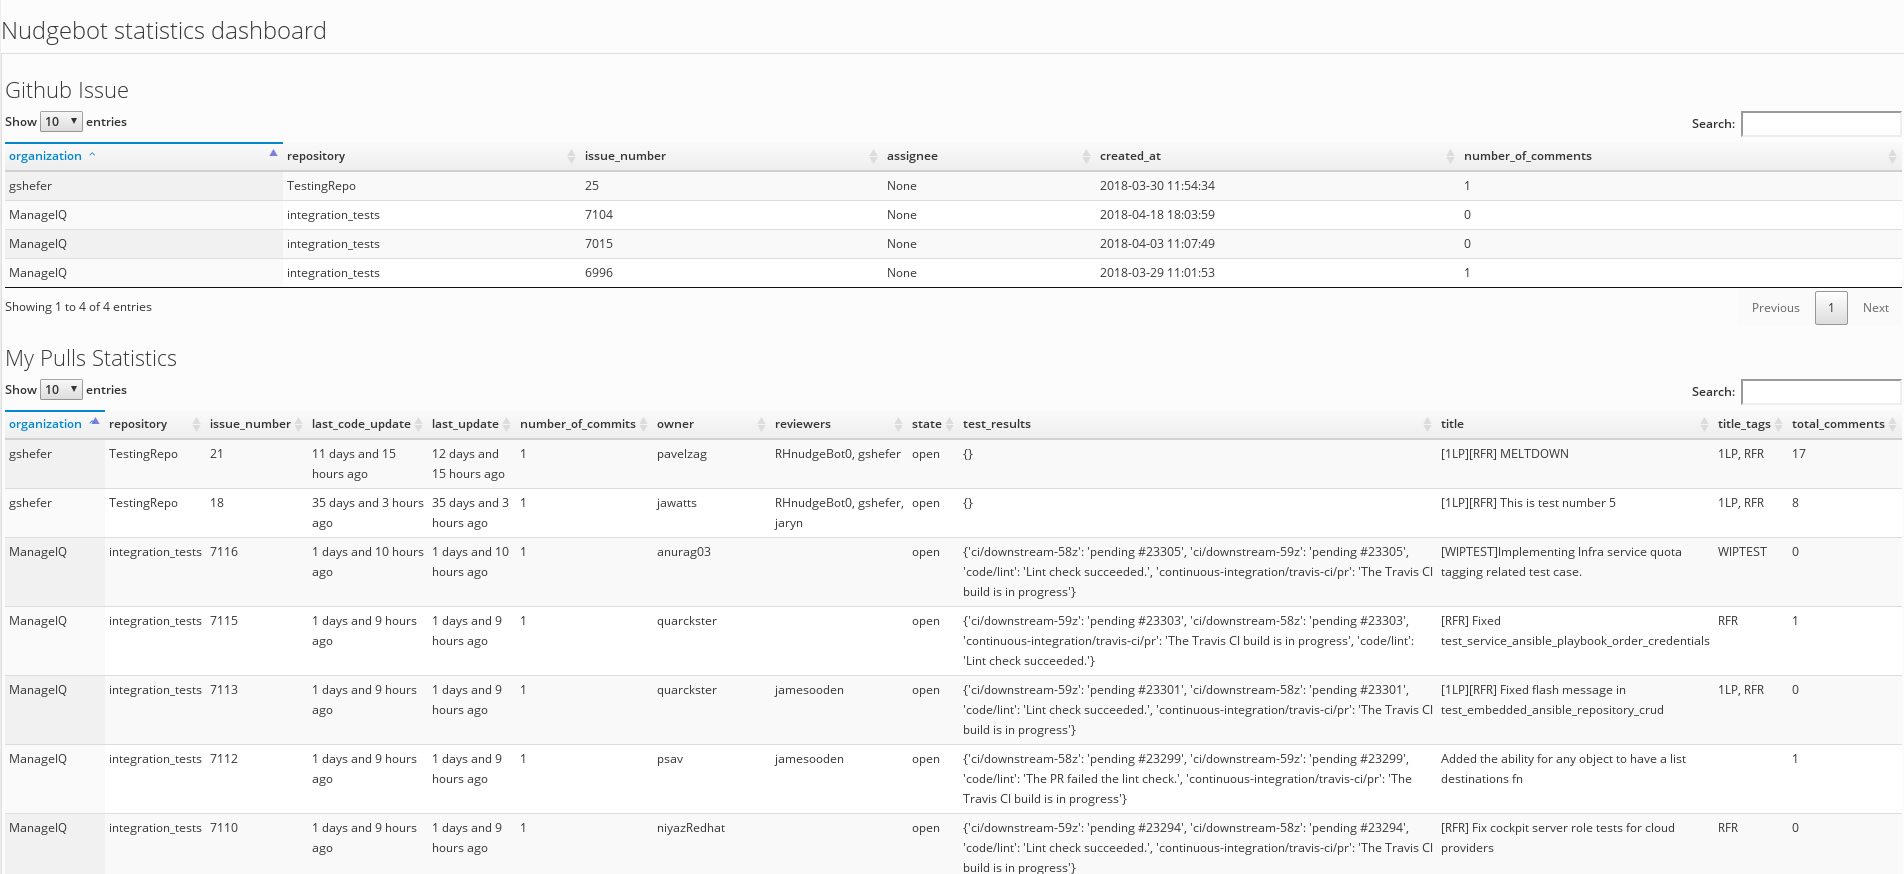 Nudgebot statistics dashboard
Github Issue
Show 10 entries Search:
organization repository issue_number assignee created_at number_of_comments
gshefer TestingRepo 25 None 2018-03-30 11:54:34 1
ManageIQ integration_tests 7104 None 2018-04-18 18:03:59 0
ManageIQ integration_tests 7015 None 2018-04-03 11:07:49 0
ManageIQ integration_tests 6996 None 2018-03-29 11:01:53 1
Showing 1 to 4 of 4 entries Previous 1 Next
My Pulls Statistics
Show 10 entries Search:
organization repository issue_number last_code_update last_update number_of_commits owner reviewers state test_results title title_tags total_comments
gshefer TestingRepo 21 11 days and 15 12 days and 1 pavelzag RHnudgeBot0, gshefer open {} [1LP][RFR] MELTDOWN 1LP, RFR 17
hours ago 15 hours ago
gshefer TestingRepo 18 35 days and 3 hours 35 days and 3 1 jawatts RHnudgeBot0, gshefer, open {} [1LP][RFR] This is test number 5 1LP, RFR 8
ago hours ago jaryn
ManageIQ integration_tests 7116 1 days and 10 hours 1 days and 10 1 anurag03 open {'ci/downstream-58z': 'pending #23305', 'ci/downstream-59z': 'pending #23305', [WIPTEST]Implementing Infra service quota WIPTEST 0
ago hours ago 'code/lint': 'Lint check succeeded.', 'continuous-integration/travis-ci/pr': 'The Travis CI tagging related test case.
build is in progress'}
ManageIQ integration_tests 7115 1 days and 9 hours 1 days and 9 1 quarckster open {'ci/downstream-59z': 'pending #23303', 'ci/downstream-58z': 'pending #23303', [RFR] Fixed RFR 1
ago hours ago 'continuous-integration/travis-ci/pr': 'The Travis CI build is in progress', 'code/lint': test_service_ansible_playbook_order_credentials
'Lint check succeeded.'}
ManageIQ integration_tests 7113 1 days and 9 hours 1 days and 9 1 quarckster jamesooden open {'ci/downstream-59z': 'pending #23301', 'ci/downstream-58z': 'pending #23301', [1LP][RFR] Fixed flash message in 1LP, RFR 0
ago hours ago 'code/lint': 'Lint check succeeded.', 'continuous-integration/travis-ci/pr': 'The Travis CI test_embedded_ansible_repository_crud
build is in progress'}
ManageIQ integration_tests 7112 1 days and 9 hours 1 days and 9 1 psav jamesooden open {'ci/downstream-58z': 'pending #23299', 'ci/downstream-59z': 'pending #23299', Added the ability for any object to have a list 1
ago hours ago 'code/lint': 'The PR failed the lint check.', 'continuous-integration/travis-ci/pr': 'The destinations fn
Travis CI build is in progress'}
ManageIQ integration_tests 7110 1 days and 9 hours 1 days and 9 1 niyazRedhat open {'ci/downstream-59z': 'pending #23294', 'ci/downstream-58z': 'pending #23294', [RFR] Fix cockpit server role tests for cloud RFR 0
ago hours ago 'code/lint': 'Lint check succeeded.', 'continuous-integration/travis-ci/pr': 'The Travis CI providers
build is in progress'}